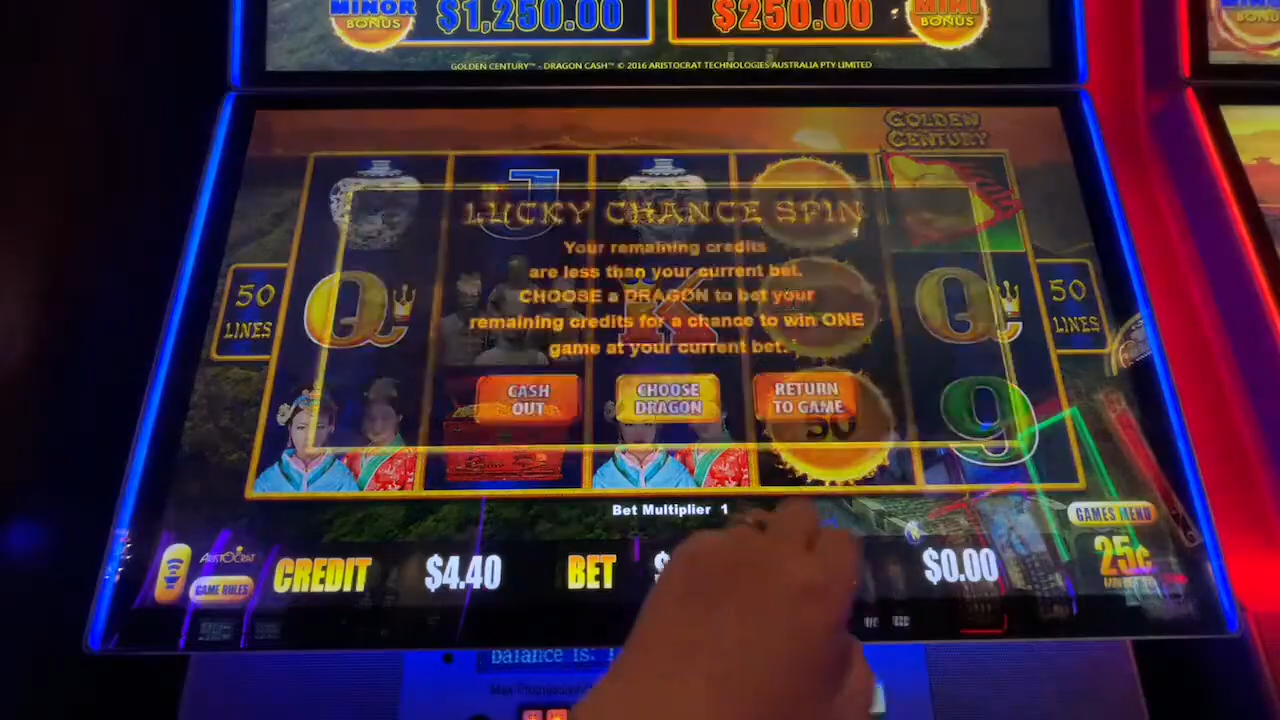 MINOR BONUS $1,250.00 $250.00 MINI BONUS
GOLDEN CENTURY™ - DRAGON CASH™ © 2016 ARISTOCRAT TECHNOLOGIES AUSTRALIA PTY LIMITED
GOLDEN
CENTURY
J
LUCKY CHANCE SPIN
Your remaining credits
are less than your current bet.
CHOOSE a DRAGON to bet your
remaining credits for a chance to win ONE
game at your current bet.
50
LINES
Q
K
Q
50
LINES
CASH
OUT
CHOOSE
DRAGON
RETURN
TO GAME
50
9
Bet Multiplier 1
GAMES MENU
ARISTOCRAT
GAME RULES
CREDIT $4.40 BET $0.00
25¢
balance is: